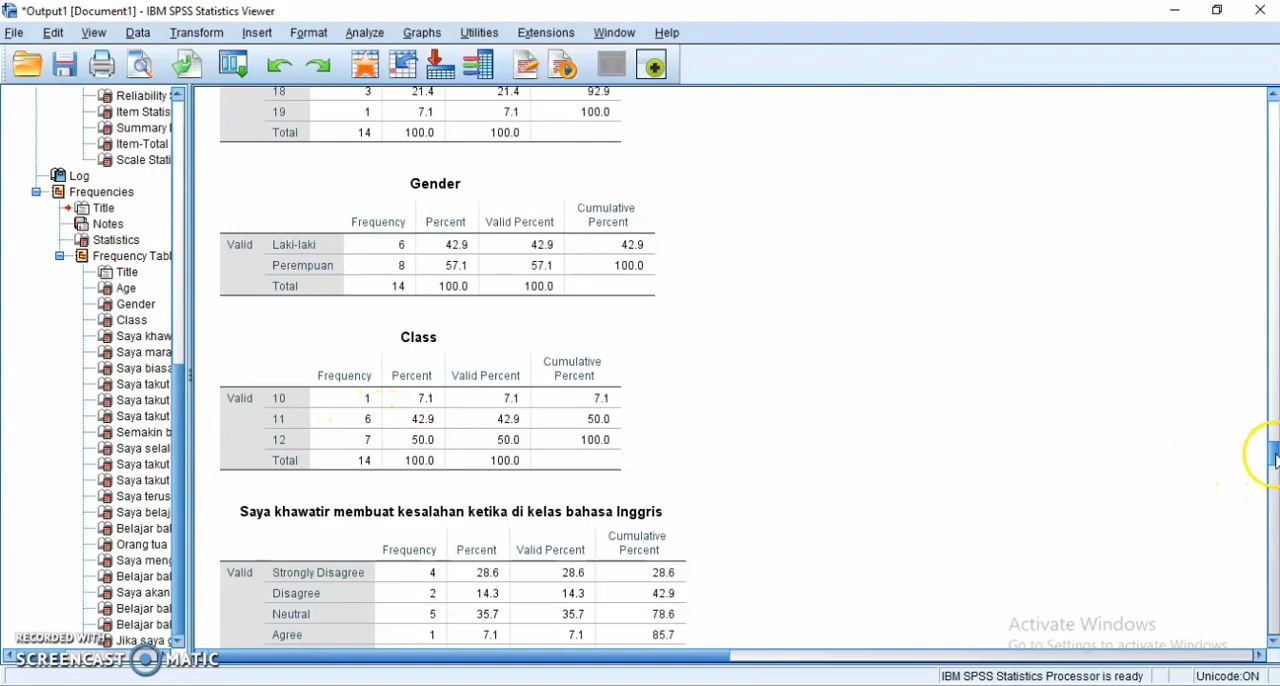 *Output1 [Document1] - IBM SPSS Statistics Viewer
File Edit View Data Transform Insert Format Analyze Graphs Utilities Extensions Window Help
Reliability
Item Statis
Summary
Item-Total
Scale Stati
Log
Frequencies
Title
Notes
Statistics
Frequency Tabl
Title
Age
Gender
Class
Saya khaw
Saya mara
Saya biasa
Saya takut
Saya takut
Saya takut
Semakin b
Saya selal
Saya takut
Saya takut
Saya terus
Saya belaj
Belajar bal
Orang tua
Saya meng
Belajar bal
Saya akan
Belajar bal
Belajar bal
Jika saya
18 3 21.4 21.4 92.9
19 1 7.1 7.1 100.0
Total 14 100.0 100.0
Gender
Frequency Percent Valid Percent Cumulative Percent
Valid Laki-laki 6 42.9 42.9 42.9
Perempuan 8 57.1 57.1 100.0
Total 14 100.0 100.0
Class
Frequency Percent Valid Percent Cumulative Percent
Valid 10 1 7.1 7.1 7.1
11 6 42.9 42.9 50.0
12 7 50.0 50.0 100.0
Total 14 100.0 100.0
Saya khawatir membuat kesalahan ketika di kelas bahasa Inggris
Frequency Percent Valid Percent Cumulative Percent
Valid Strongly Disagree 4 28.6 28.6 28.6
Disagree 2 14.3 14.3 42.9
Neutral 5 35.7 35.7 78.6
Agree 1 7.1 7.1 85.7
Activate Windows
Go to Settings to activate Windows.
RECORDED WITH
SCREENCAST MATIC
IBM SPSS Statistics Processor is ready Unicode:ON